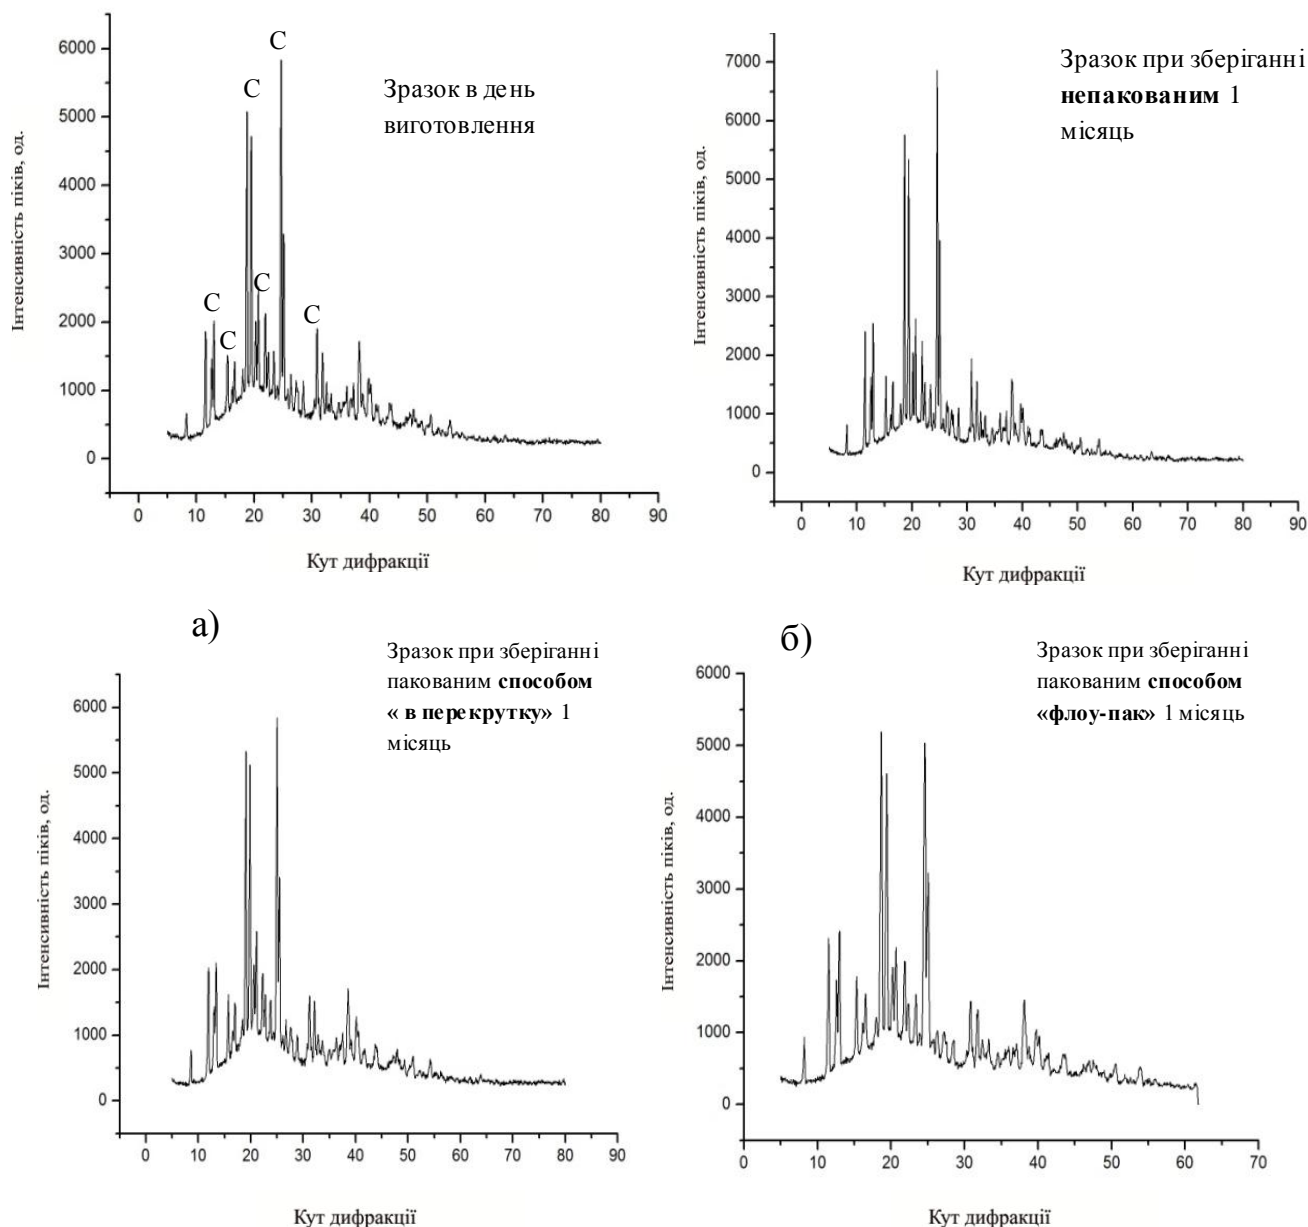 6000
5000
4000
3000
2000
1000
0
Інтенсивність піків, од.
C
C
C
C
C
C
Зразок в день
виготовлення
0 10 20 30 40 50 60 70 80 90
Кут дифракції
7000
6000
5000
4000
3000
2000
1000
0
Інтенсивність піків, од.
Зразок при зберіганні
непакованим 1
місяць
0 10 20 30 40 50 60 70 80 90
Кут дифракції
а)
б)
6000
5000
4000
3000
2000
1000
0
Інтенсивність піків, од.
Зразок при зберіганні
пакованим способом
« в перекрутку» 1
місяць
0 10 20 30 40 50 60 70 80 90
Кут дифракції
6000
5000
4000
3000
2000
1000
0
Інтенсивність піків, од.
Зразок при зберіганні
пакованим способом
«флоу-пак» 1 місяць
0 10 20 30 40 50 60 70
Кут дифракції